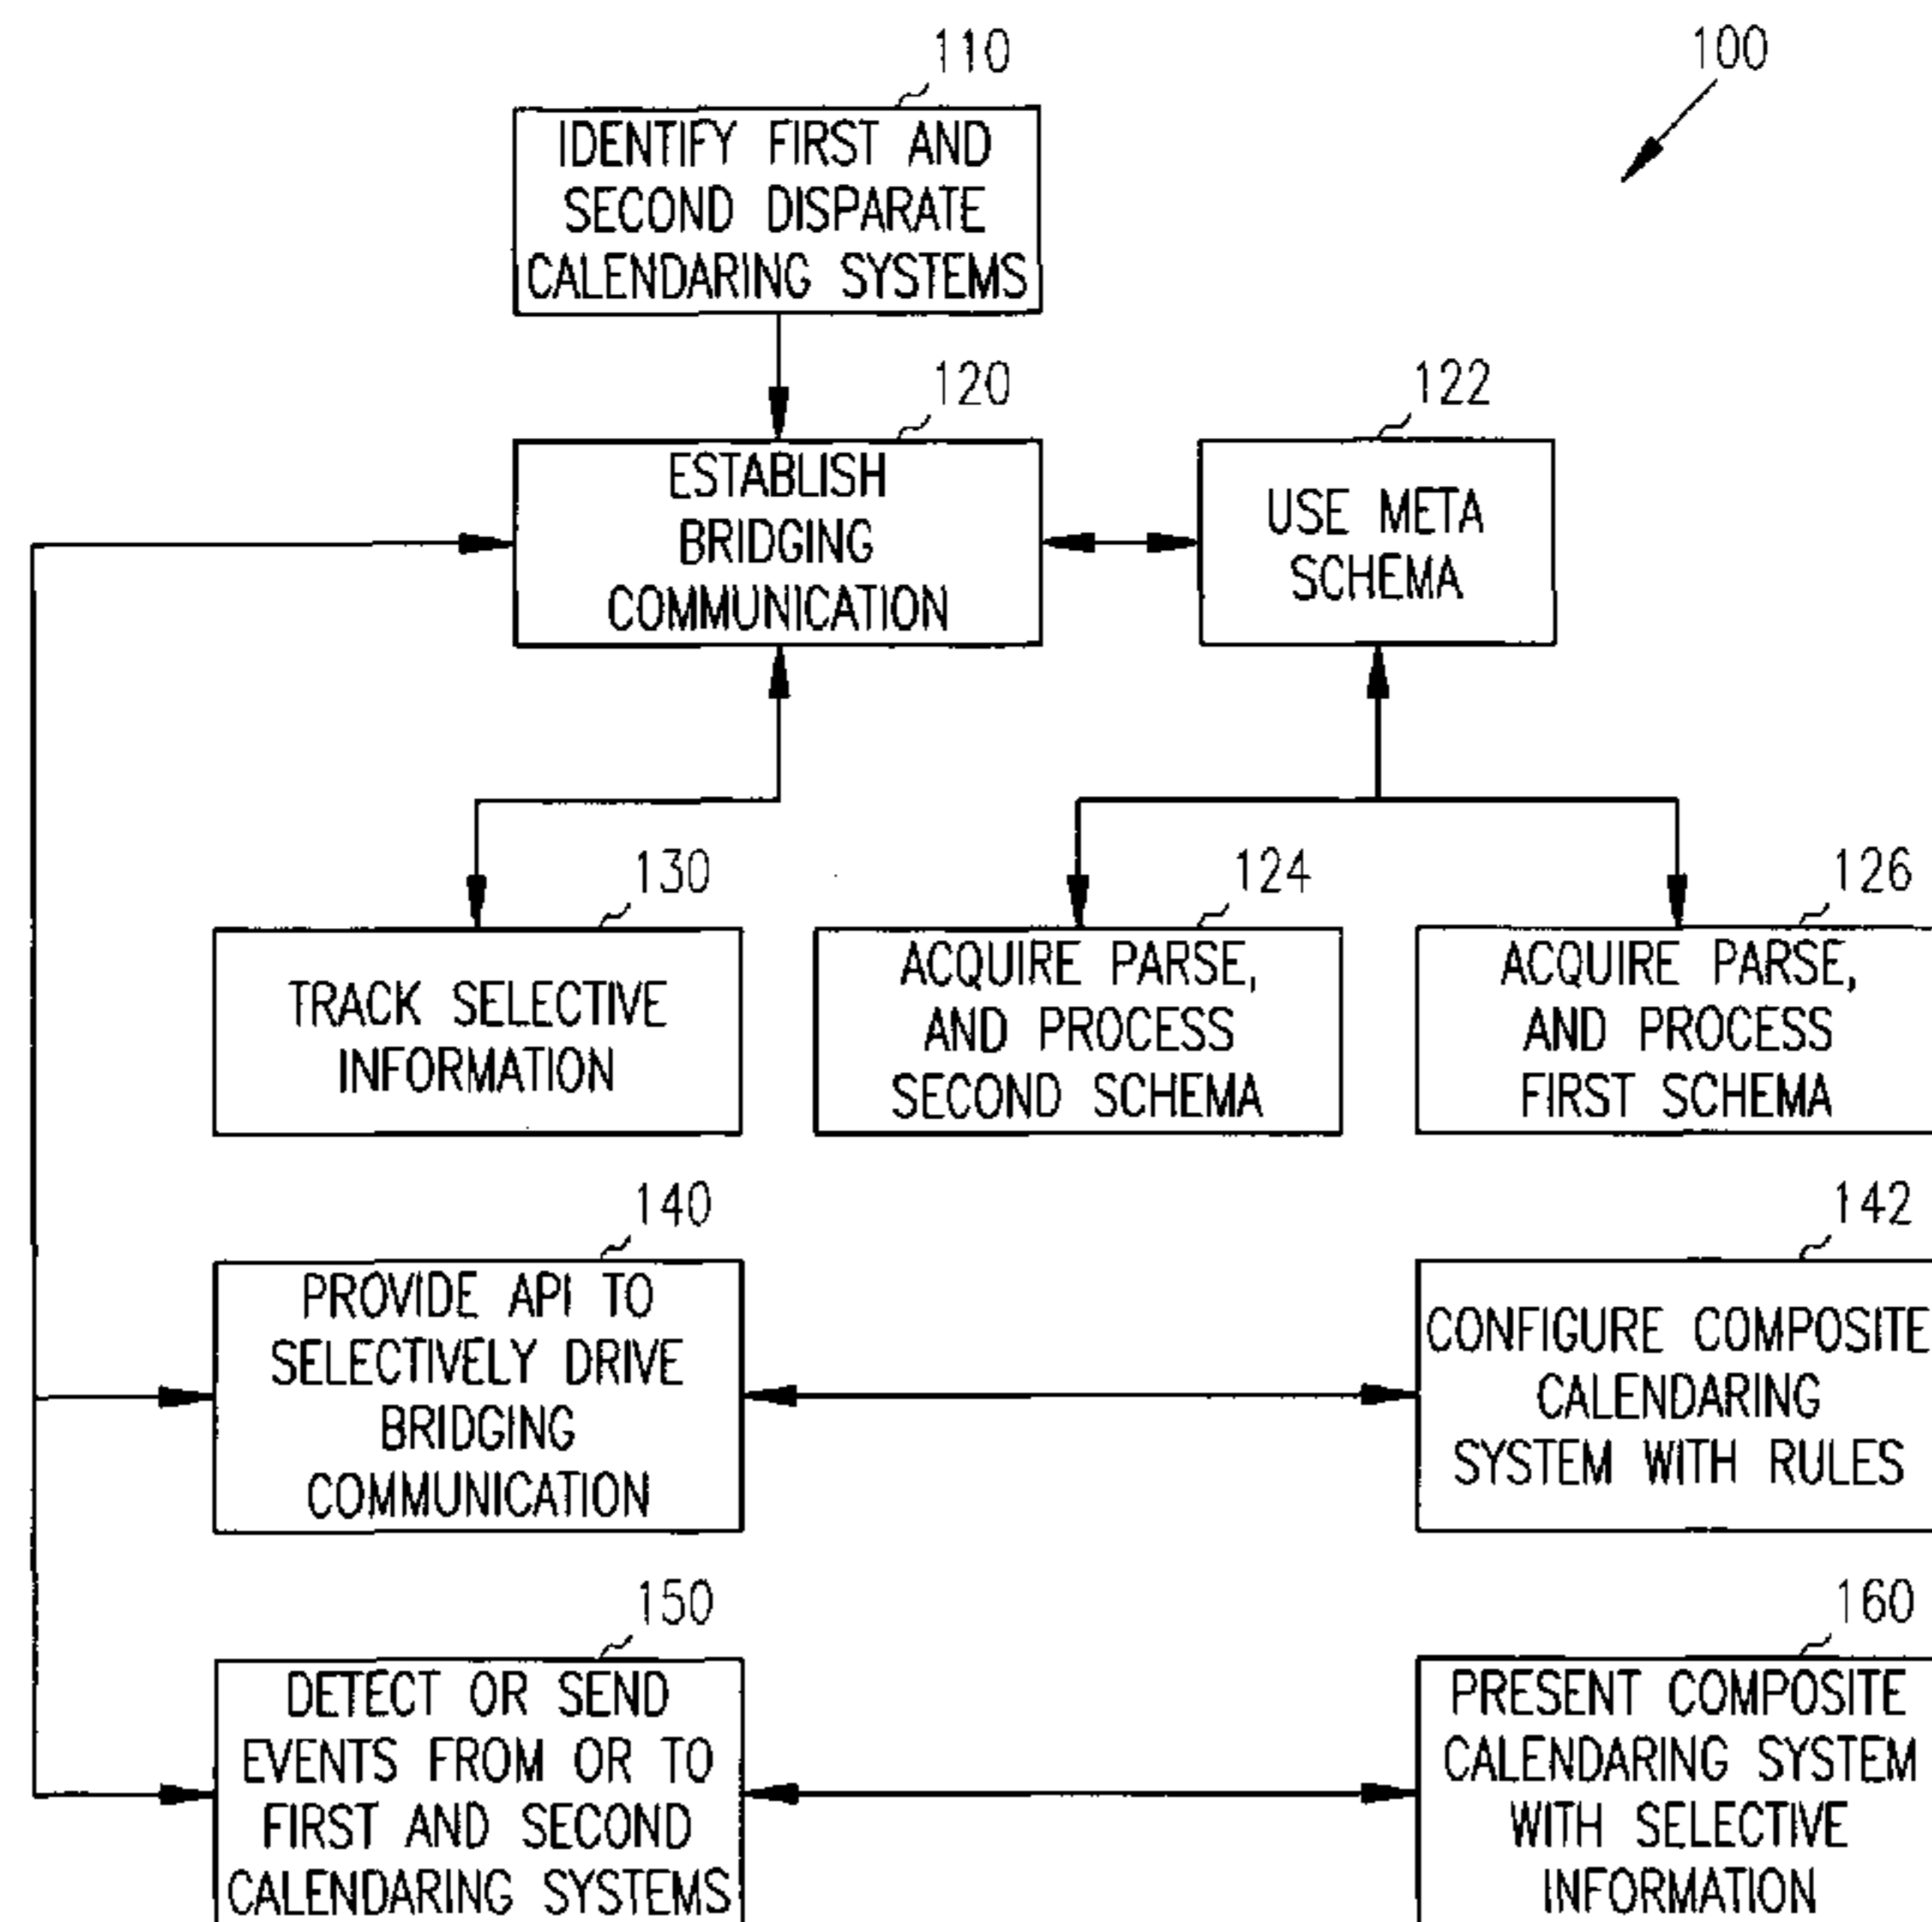 100
110
IDENTIFY FIRST AND
SECOND DISPARATE
CALENDARING SYSTEMS
120
ESTABLISH
BRIDGING
COMMUNICATION
122
USE META
SCHEMA
130
TRACK SELECTIVE
INFORMATION
124
ACQUIRE PARSE,
AND PROCESS
SECOND SCHEMA
126
ACQUIRE PARSE,
AND PROCESS
FIRST SCHEMA
140
PROVIDE API TO
SELECTIVELY DRIVE
BRIDGING
COMMUNICATION
142
CONFIGURE COMPOSITE
CALENDARING
SYSTEM WITH RULES
150
DETECT OR SEND
EVENTS FROM OR TO
FIRST AND SECOND
CALENDARING SYSTEMS
160
PRESENT COMPOSITE
CALENDARING SYSTEM
WITH SELECTIVE
INFORMATION